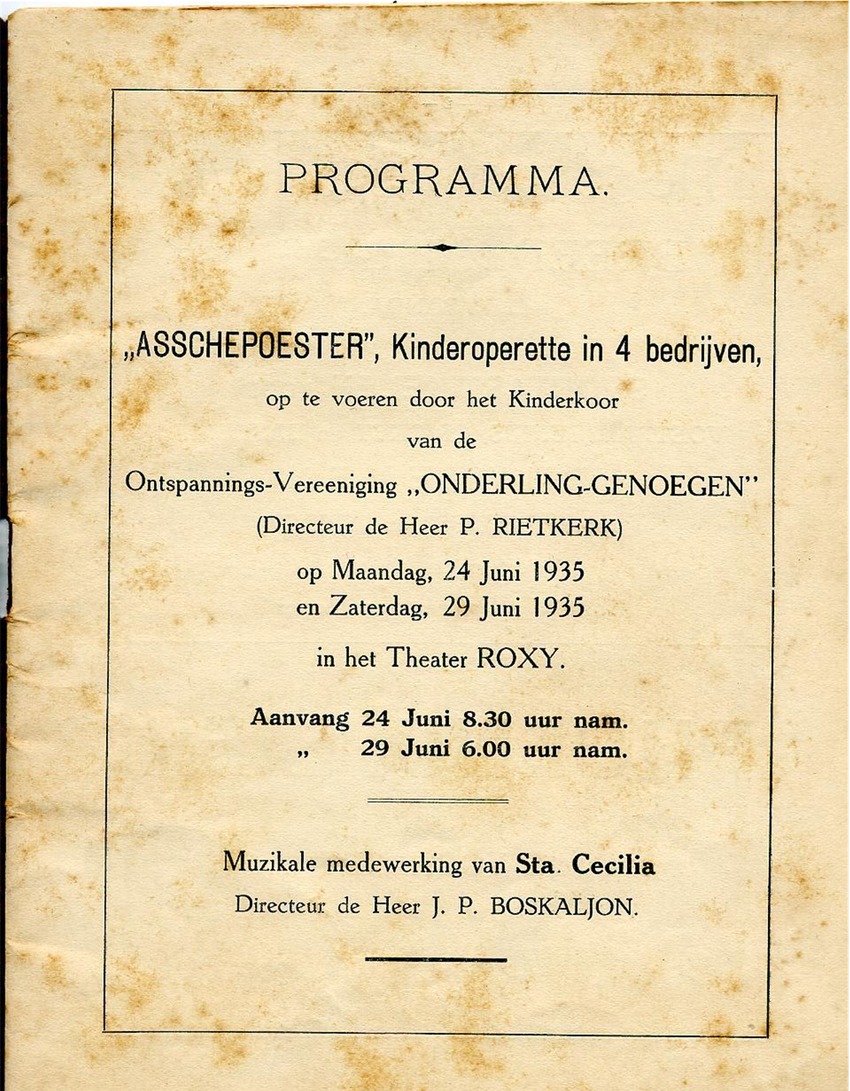 PROGRAMMA.
„ASSCHEPOESTER”, Kinderoperette in 4 bedrijven,
op te voeren door het Kinderkoor
van de
Ontspannings-Vereeniging „ONDERLING-GENOEGEN”
(Directeur de Heer P. RIETKERK)
op Maandag, 24 Juni 1935
en Zaterdag, 29 Juni 1935
in het Theater ROXY.
Aanvang 24 Juni 8.30 uur nam.
„ 29 Juni 6.00 uur nam.
Muzikale medewerking van Sta. Cecilia
Directeur de Heer J. P. BOSKALJON.